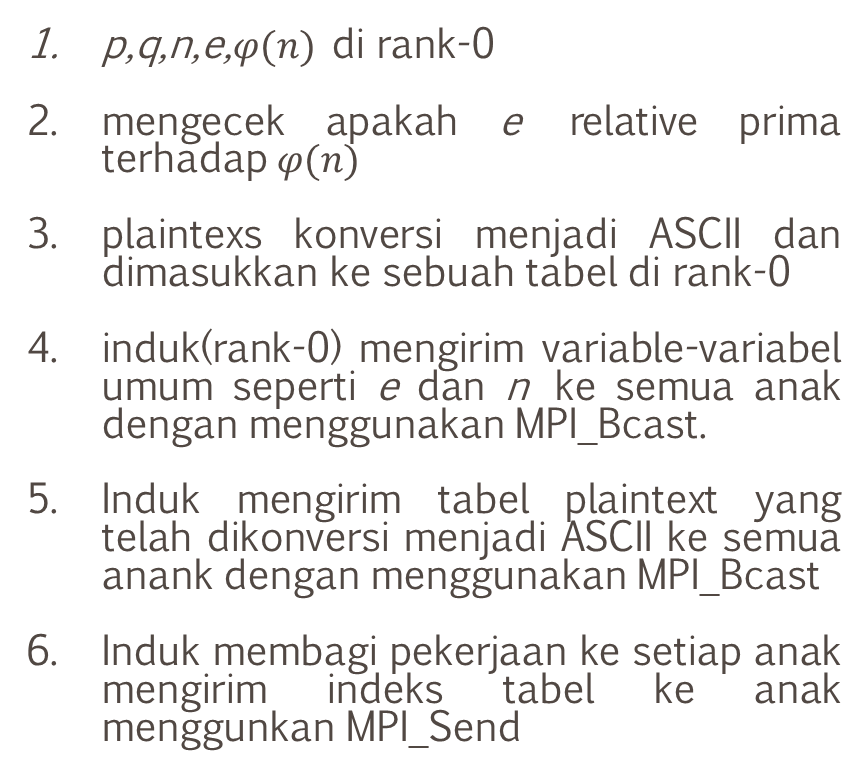 1. p,q,n,e,φ(n) di rank-0
2. mengecek apakah e relative prima
terhadap φ(n)
3. plaintexs konversi menjadi ASCII dan
dimasukkan ke sebuah tabel di rank-0
4. induk(rank-0) mengirim variable-variabel
umum seperti e dan n ke semua anak
dengan menggunakan MPI_Bcast.
5. Induk mengirim tabel plaintext yang
telah dikonversi menjadi ASCII ke semua
anank dengan menggunakan MPI_Bcast
6. Induk membagi pekerjaan ke setiap anak
mengirim indeks tabel ke anak
menggunkan MPI_Send